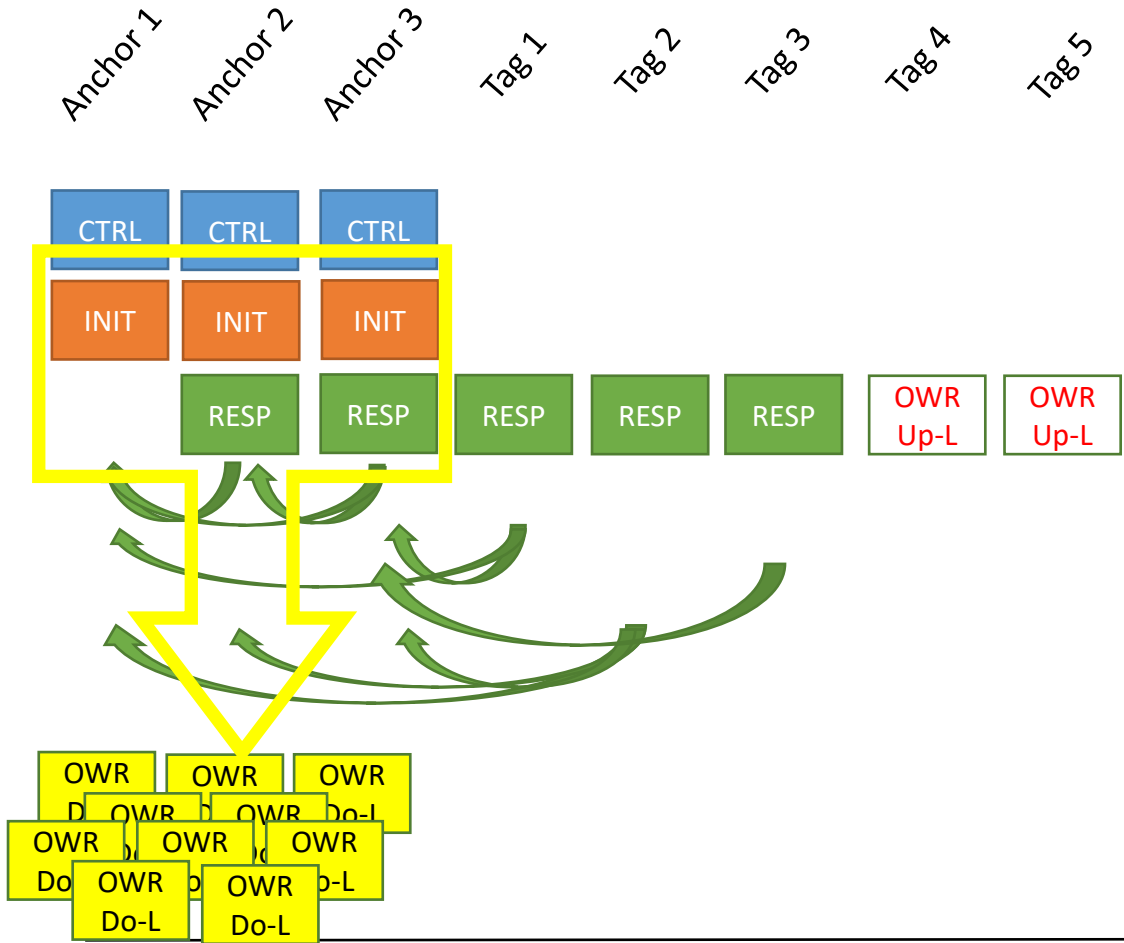 Anchor 1
Anchor 2
Anchor 3
Tag 1
Tag 2
Tag 3
Tag 4
Tag 5
CTRL
CTRL
CTRL
INIT
INIT
INIT
RESP
RESP
RESP
RESP
RESP
OWR
Up-L
OWR
Up-L
OWR
OWR
OWR
Do-L
OWR
OWR
OWR
OWR
OWR
OWR
Do-L
OWR
Do-L